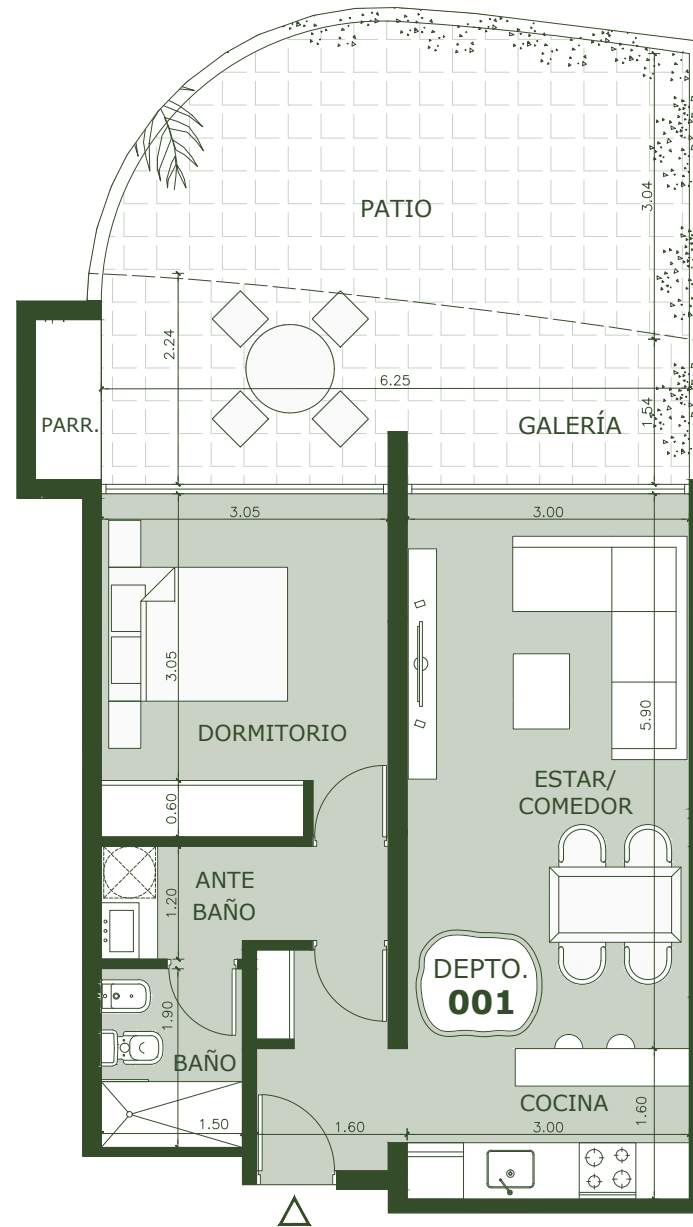 PATIO
3.04
2.24
6.25
1.54
PARR.
GALERÍA
3.05
3.00
3.05
5.90
DORMITORIO
ESTAR/
COMEDOR
0.60
ANTE
BAÑO
1.20
DEPTO.
001
1.90
BAÑO
COCINA
1.50
1.60
3.00
1.60